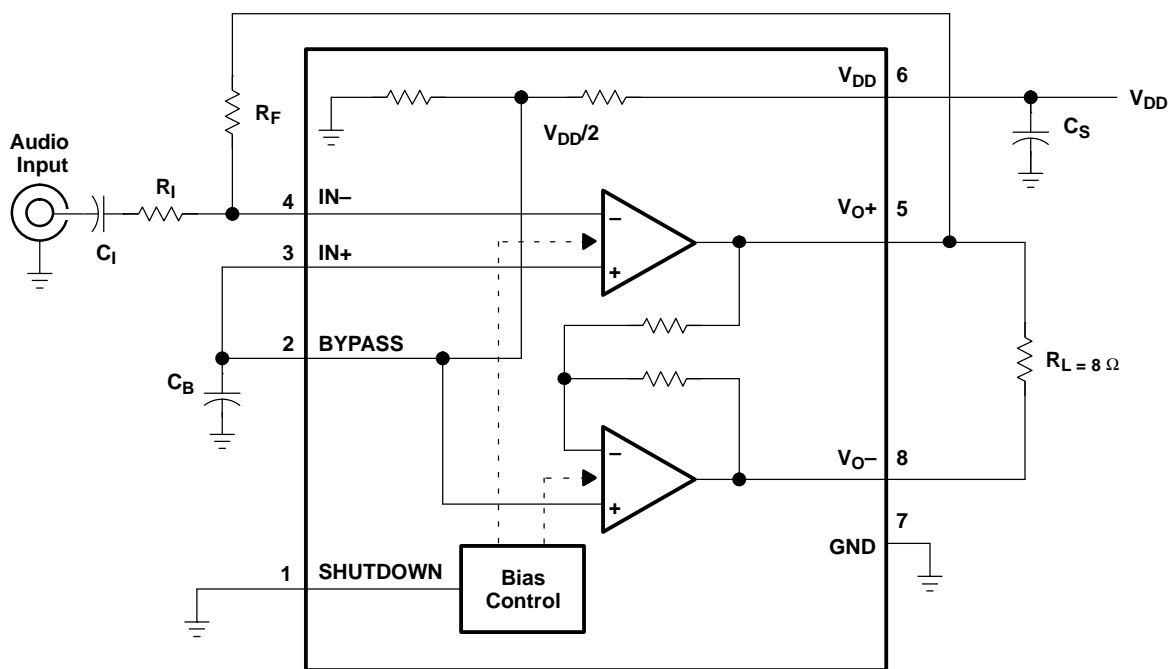 V_DD 6
R_F
V_DD/2
V_DD
C_S
Audio
Input
R_I
4 IN–
V_O+ 5
C_I
3 IN+
2 BYPASS
C_B
R_L = 8 Ω
V_O– 8
7
GND
1 SHUTDOWN
Bias
Control
–
+
–
+